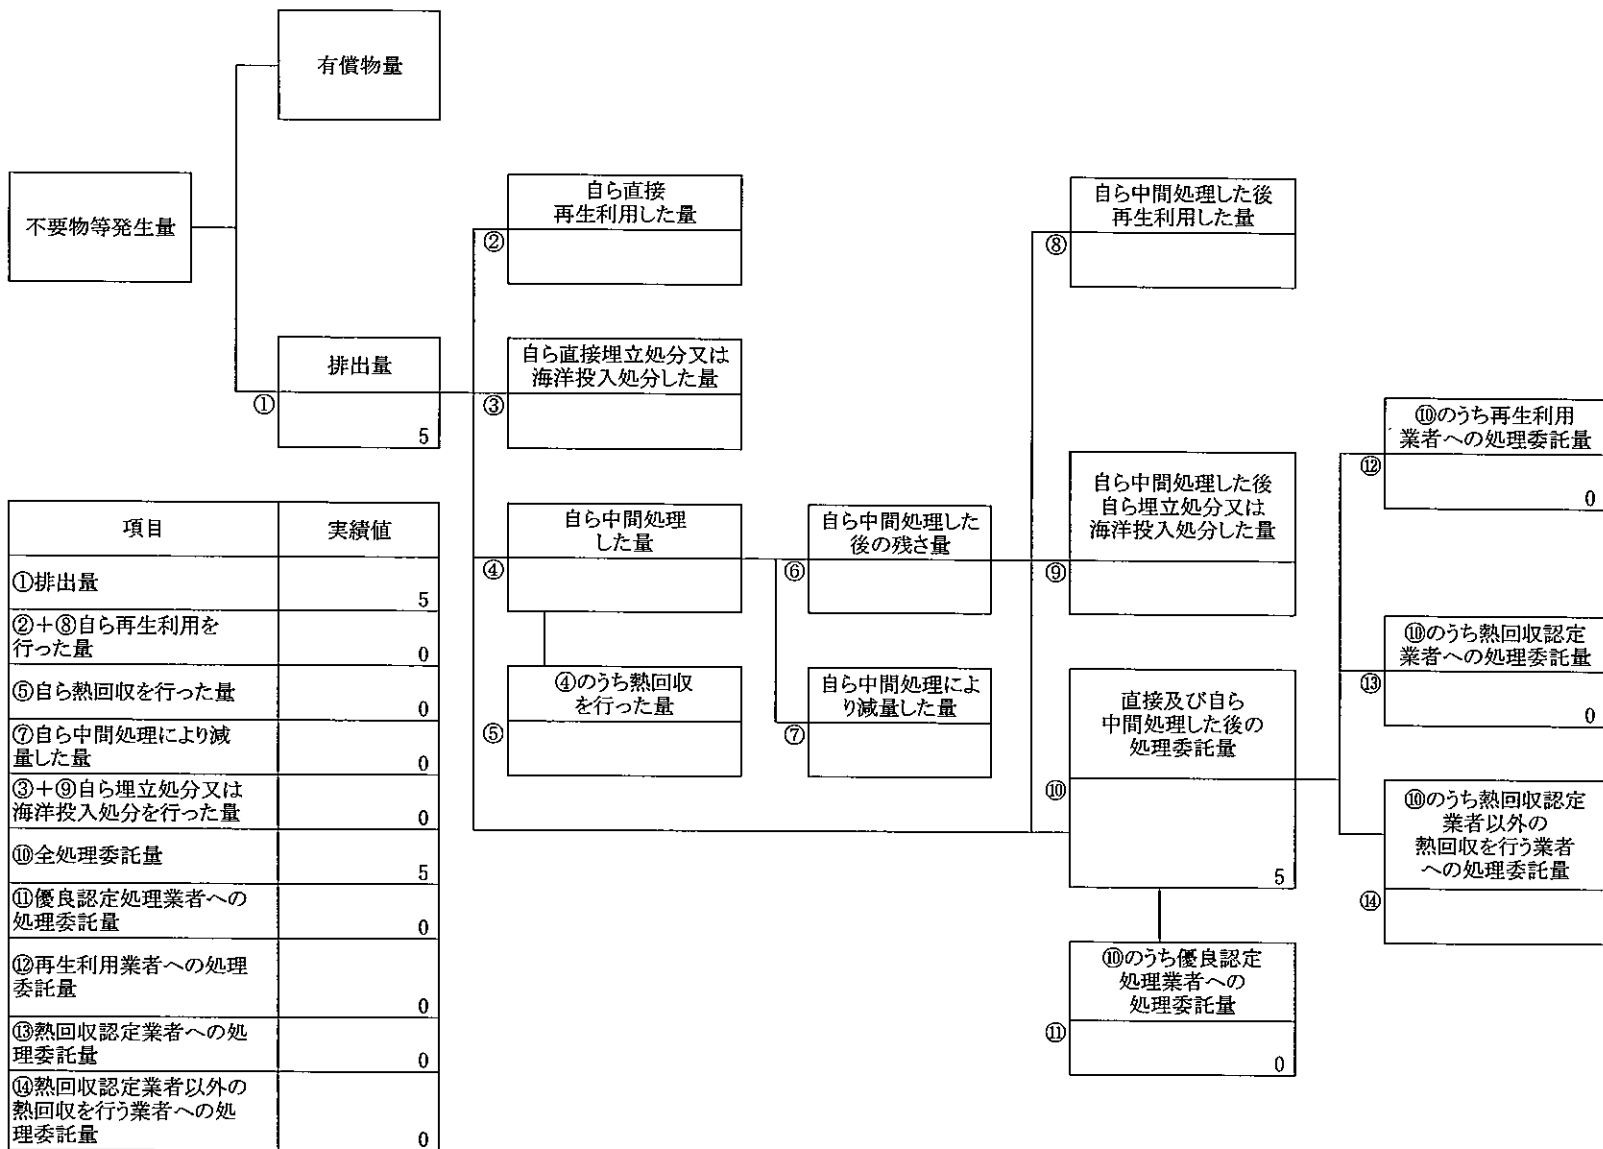 有償物量
不要物等発生量
排出量
①
5
自ら直接
再生利用した量
②
自ら直接埋立処分又は
海洋投入処分した量
③
自ら中間処理
した量
④
④のうち熱回収
を行った量
⑤
自ら中間処理した
後の残さ量
⑥
自ら中間処理によ
り減量した量
⑦
自ら中間処理した後
再生利用した量
⑧
自ら中間処理した後
自ら埋立処分又は
海洋投入処分した量
⑨
直接及び自ら
中間処理した後の
処理委託量
⑩
5
⑩のうち優良認定
処理業者への
処理委託量
⑪
0
⑩のうち再生利用
業者への処理委託量
⑫
0
⑩のうち熱回収認定
業者への処理委託量
⑬
0
⑩のうち熱回収認定
業者以外の
熱回収を行う業者
への処理委託量
⑭
項目 実績値
①排出量
5
②＋⑧自ら再生利用を
行った量 0
⑤自ら熱回収を行った量
0
⑦自ら中間処理により減
量した量 0
③＋⑨自ら埋立処分又は
海洋投入処分を行った量 0
⑩全処理委託量
5
⑪優良認定処理業者への
処理委託量 0
⑫再生利用業者への処理
委託量
0
⑬熱回収認定業者への処
理委託量 0
⑭熱回収認定業者以外の
熱回収を行う業者への処
理委託量 0